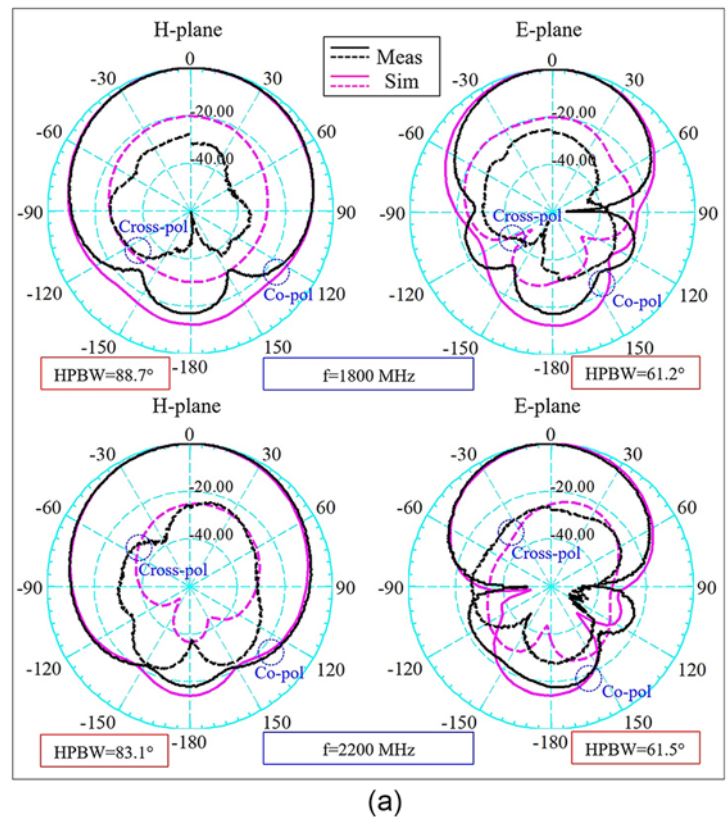 H-plane
E-plane
Meas
Sim
0
-30
30
-60
60
-90
90
-120
120
-150
150
-180
-20.00
-40.00
Cross-pol
Co-pol
0
-30
30
-60
60
-90
90
-120
120
-150
150
-180
-20.00
-40.00
Cross-pol
Co-pol
HPBW=88.7°
f=1800 MHz
HPBW=61.2°
H-plane
E-plane
0
-30
30
-60
60
-90
90
-120
120
-150
150
-180
-20.00
-40.00
Cross-pol
Co-pol
0
-30
30
-60
60
-90
90
-120
120
-150
150
-180
-20.00
-40.00
Cross-pol
Co-pol
HPBW=83.1°
f=2200 MHz
HPBW=61.5°
(a)